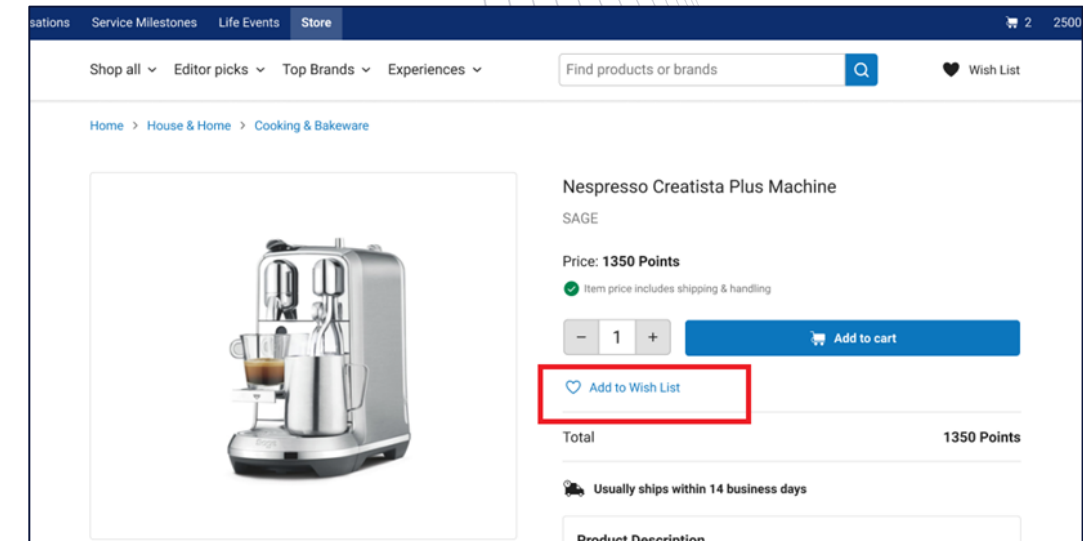 sations Service Milestones Life Events Store 2 2500
Shop all Editor picks Top Brands Experiences Find products or brands Wish List
Home > House & Home > Cooking & Bakeware
Nespresso Creatista Plus Machine
SAGE
Price: 1350 Points
Item price includes shipping & handling
− 1 + Add to cart
Add to Wish List
Total 1350 Points
Usually ships within 14 business days
Product Description